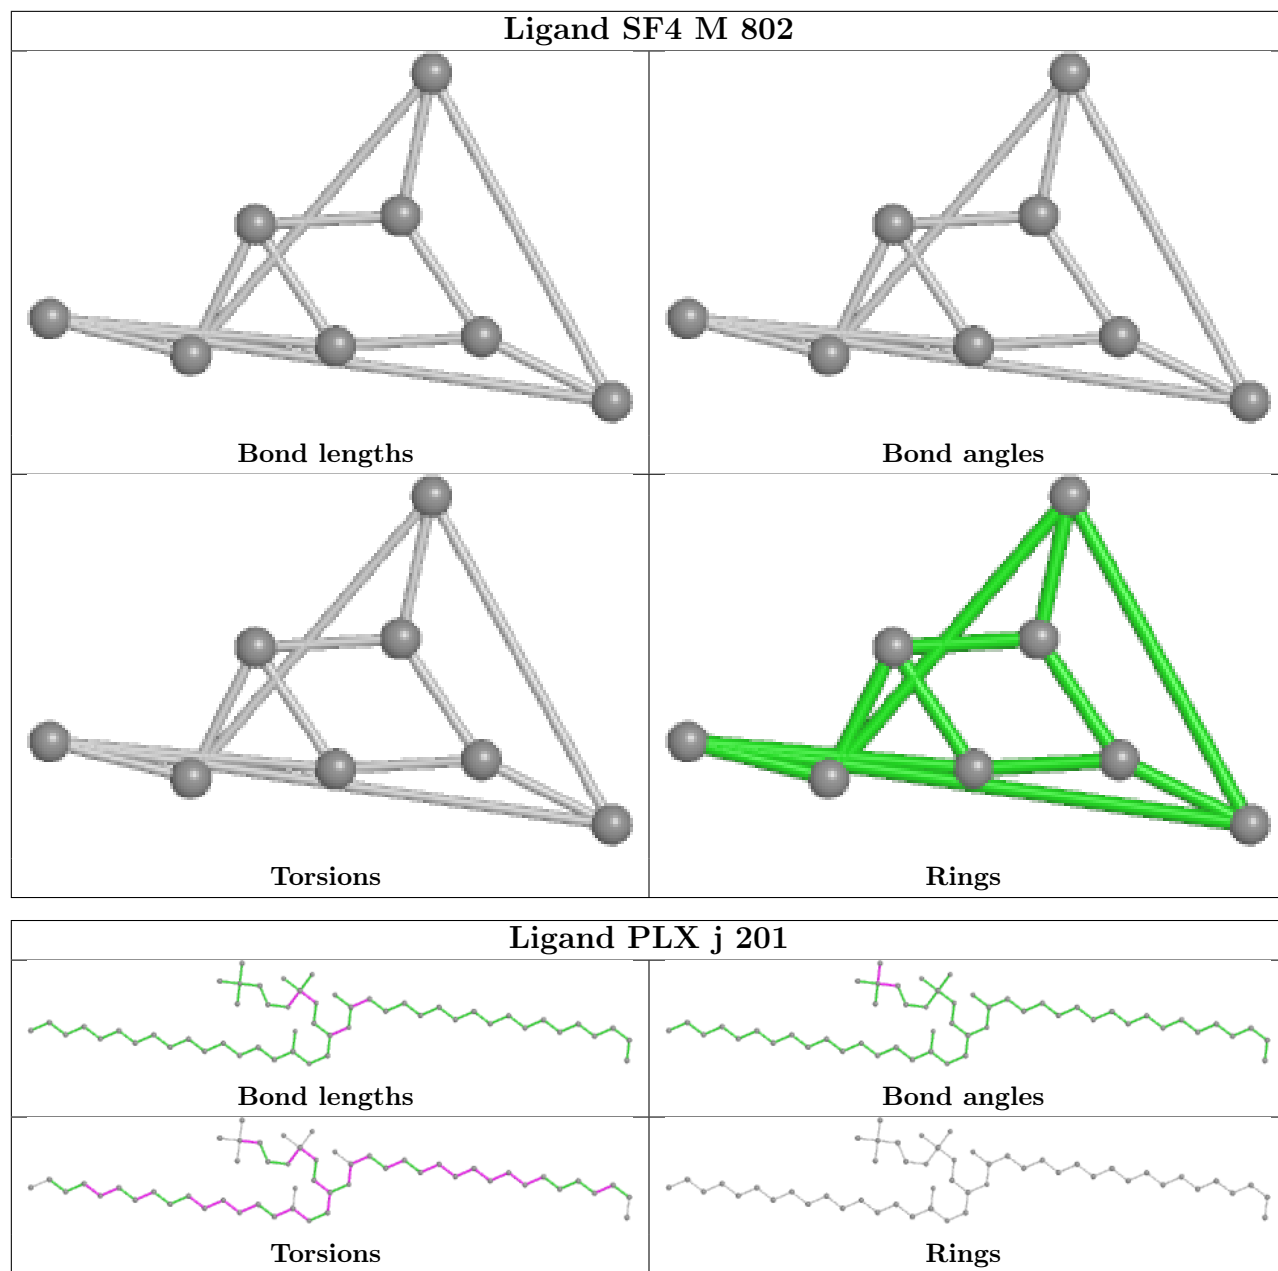 Ligand SF4 M 802
Bond lengths
Bond angles
Torsions
Rings
Ligand PLX j 201
Bond lengths
Bond angles
Torsions
Rings